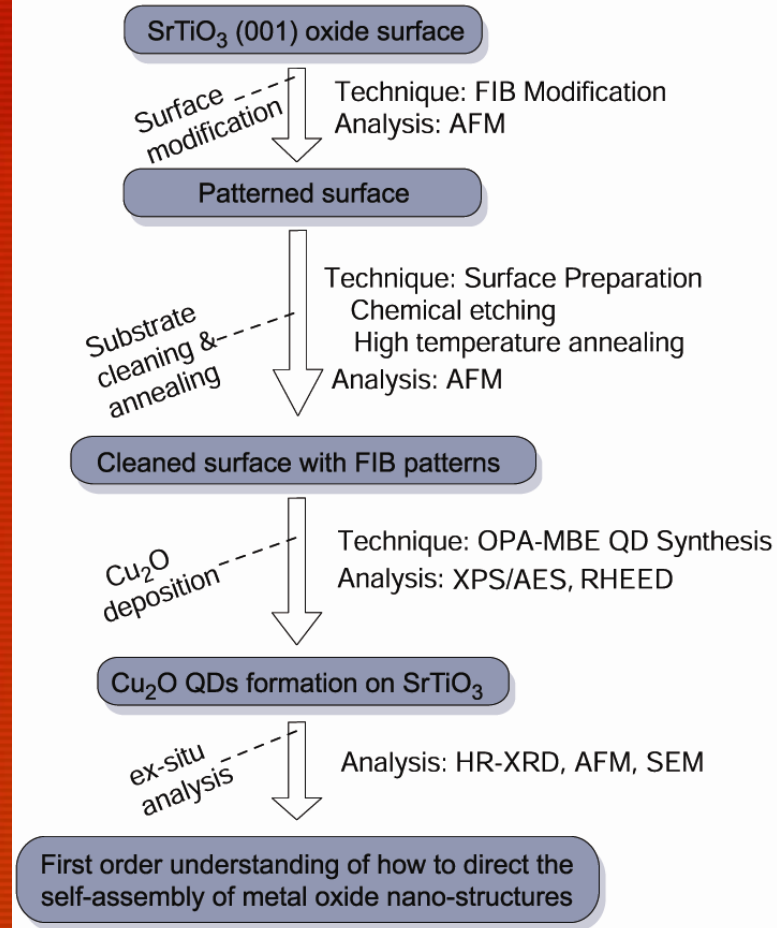 SrTiO₃ (001) oxide surface
Surface
modification
Technique: FIB Modification
Analysis: AFM
Patterned surface
Substrate
cleaning &
annealing
Technique: Surface Preparation
Chemical etching
High temperature annealing
Analysis: AFM
Cleaned surface with FIB patterns
Cu₂O
deposition
Technique: OPA-MBE QD Synthesis
Analysis: XPS/AES, RHEED
Cu₂O QDs formation on SrTiO₃
ex-situ
analysis
Analysis: HR-XRD, AFM, SEM
First order understanding of how to direct the
self-assembly of metal oxide nano-structures